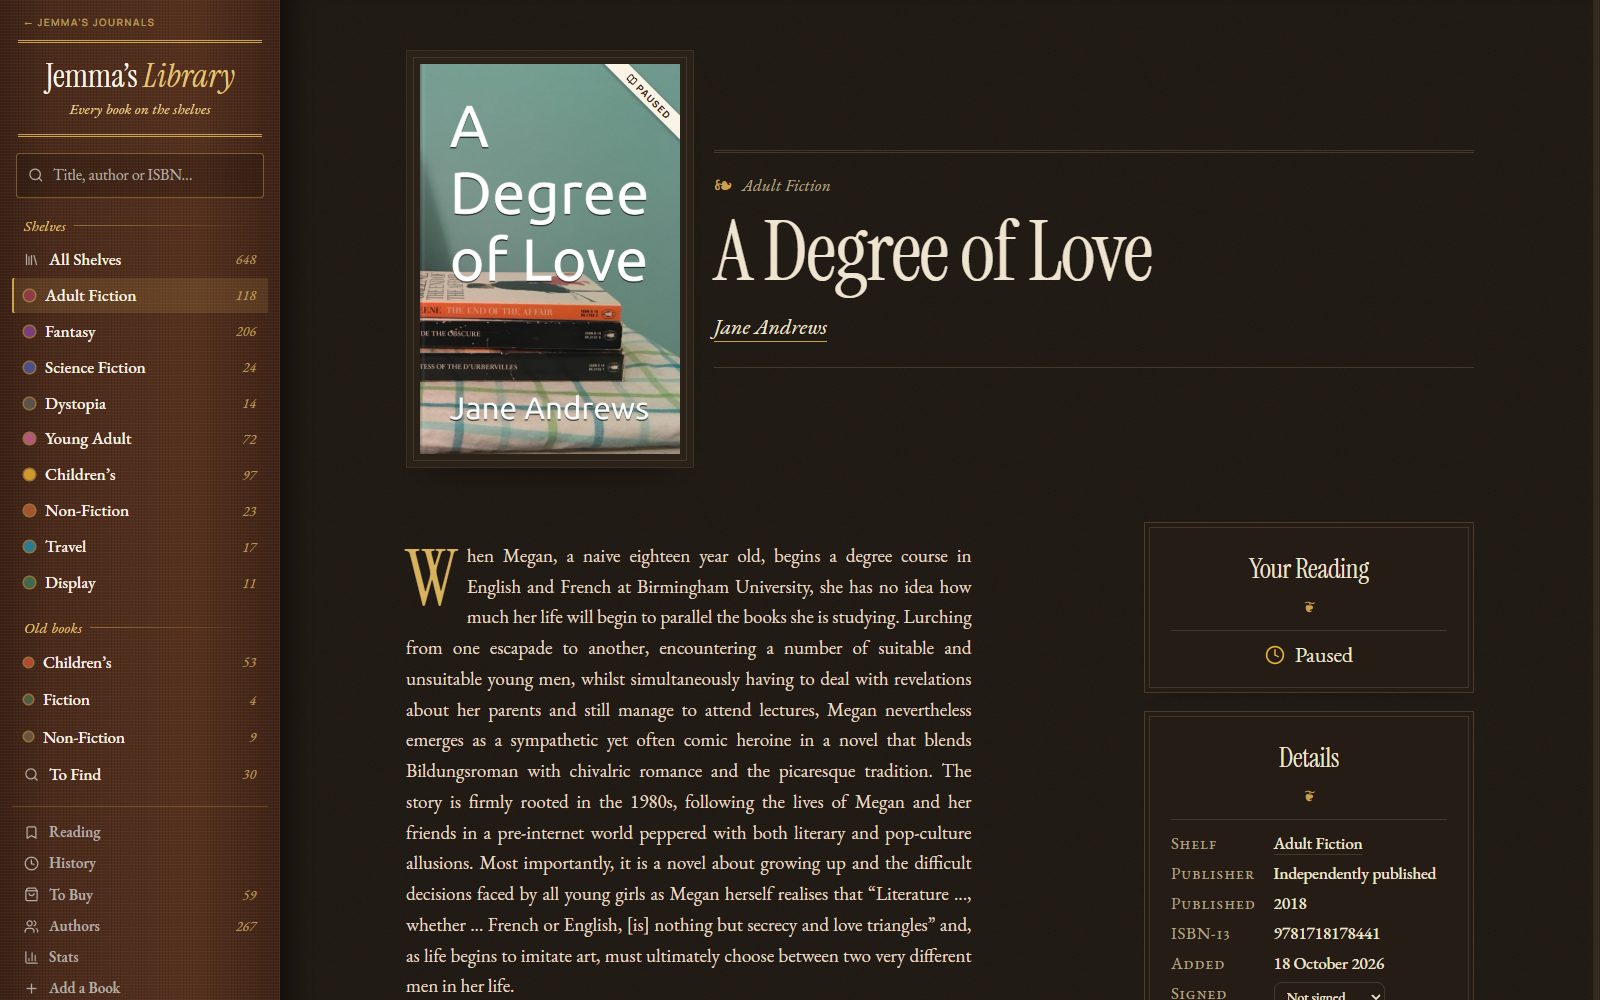 ← JEMMA'S JOURNALS
Jemma's Library
Every book on the shelves
Title, author or ISBN...
Shelves
All Shelves 648
Adult Fiction 118
Fantasy 206
Science Fiction 24
Dystopia 14
Young Adult 72
Children's 97
Non-Fiction 23
Travel 17
Display 11
Old books
Children's 53
Fiction 4
Non-Fiction 9
To Find 30
Reading
History
To Buy 59
Authors 267
Stats
Add a Book
PAUSED
A
Degree
of Love
THE END OF THE AFFAIR
DE THE OBSCURE
TESS OF THE D'URBERVILLES
Jane Andrews
Adult Fiction
A Degree of Love
Jane Andrews
When Megan, a naive eighteen year old, begins a degree course in
English and French at Birmingham University, she has no idea how
much her life will begin to parallel the books she is studying. Lurching
from one escapade to another, encountering a number of suitable and
unsuitable young men, whilst simultaneously having to deal with revelations
about her parents and still manage to attend lectures, Megan nevertheless
emerges as a sympathetic yet often comic heroine in a novel that blends
Bildungsroman with chivalric romance and the picaresque tradition. The
story is firmly rooted in the 1980s, following the lives of Megan and her
friends in a pre-internet world peppered with both literary and pop-culture
allusions. Most importantly, it is a novel about growing up and the difficult
decisions faced by all young girls as Megan herself realises that “Literature ...,
whether ... French or English, [is] nothing but secrecy and love triangles” and,
as life begins to imitate art, must ultimately choose between two very different
men in her life.
Your Reading
Paused
Details
Shelf Adult Fiction
Publisher Independently published
Published 2018
ISBN-13 9781718178441
Added 18 October 2026
Signed Not signed